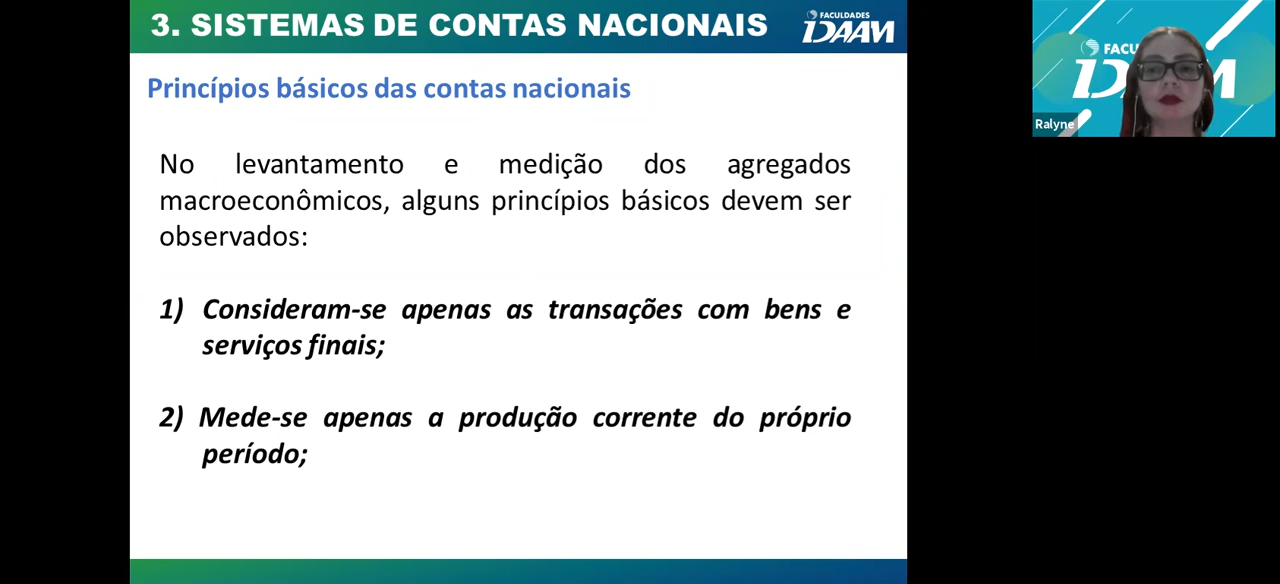 3. SISTEMAS DE CONTAS NACIONAIS
FACULDADES
IDAAM
Princípios básicos das contas nacionais
No levantamento e medição dos agregados
macroeconômicos, alguns princípios básicos devem ser
observados:
1) Consideram-se apenas as transações com bens e
serviços finais;
2) Mede-se apenas a produção corrente do próprio
período;
FACU
ID M
Ralyne